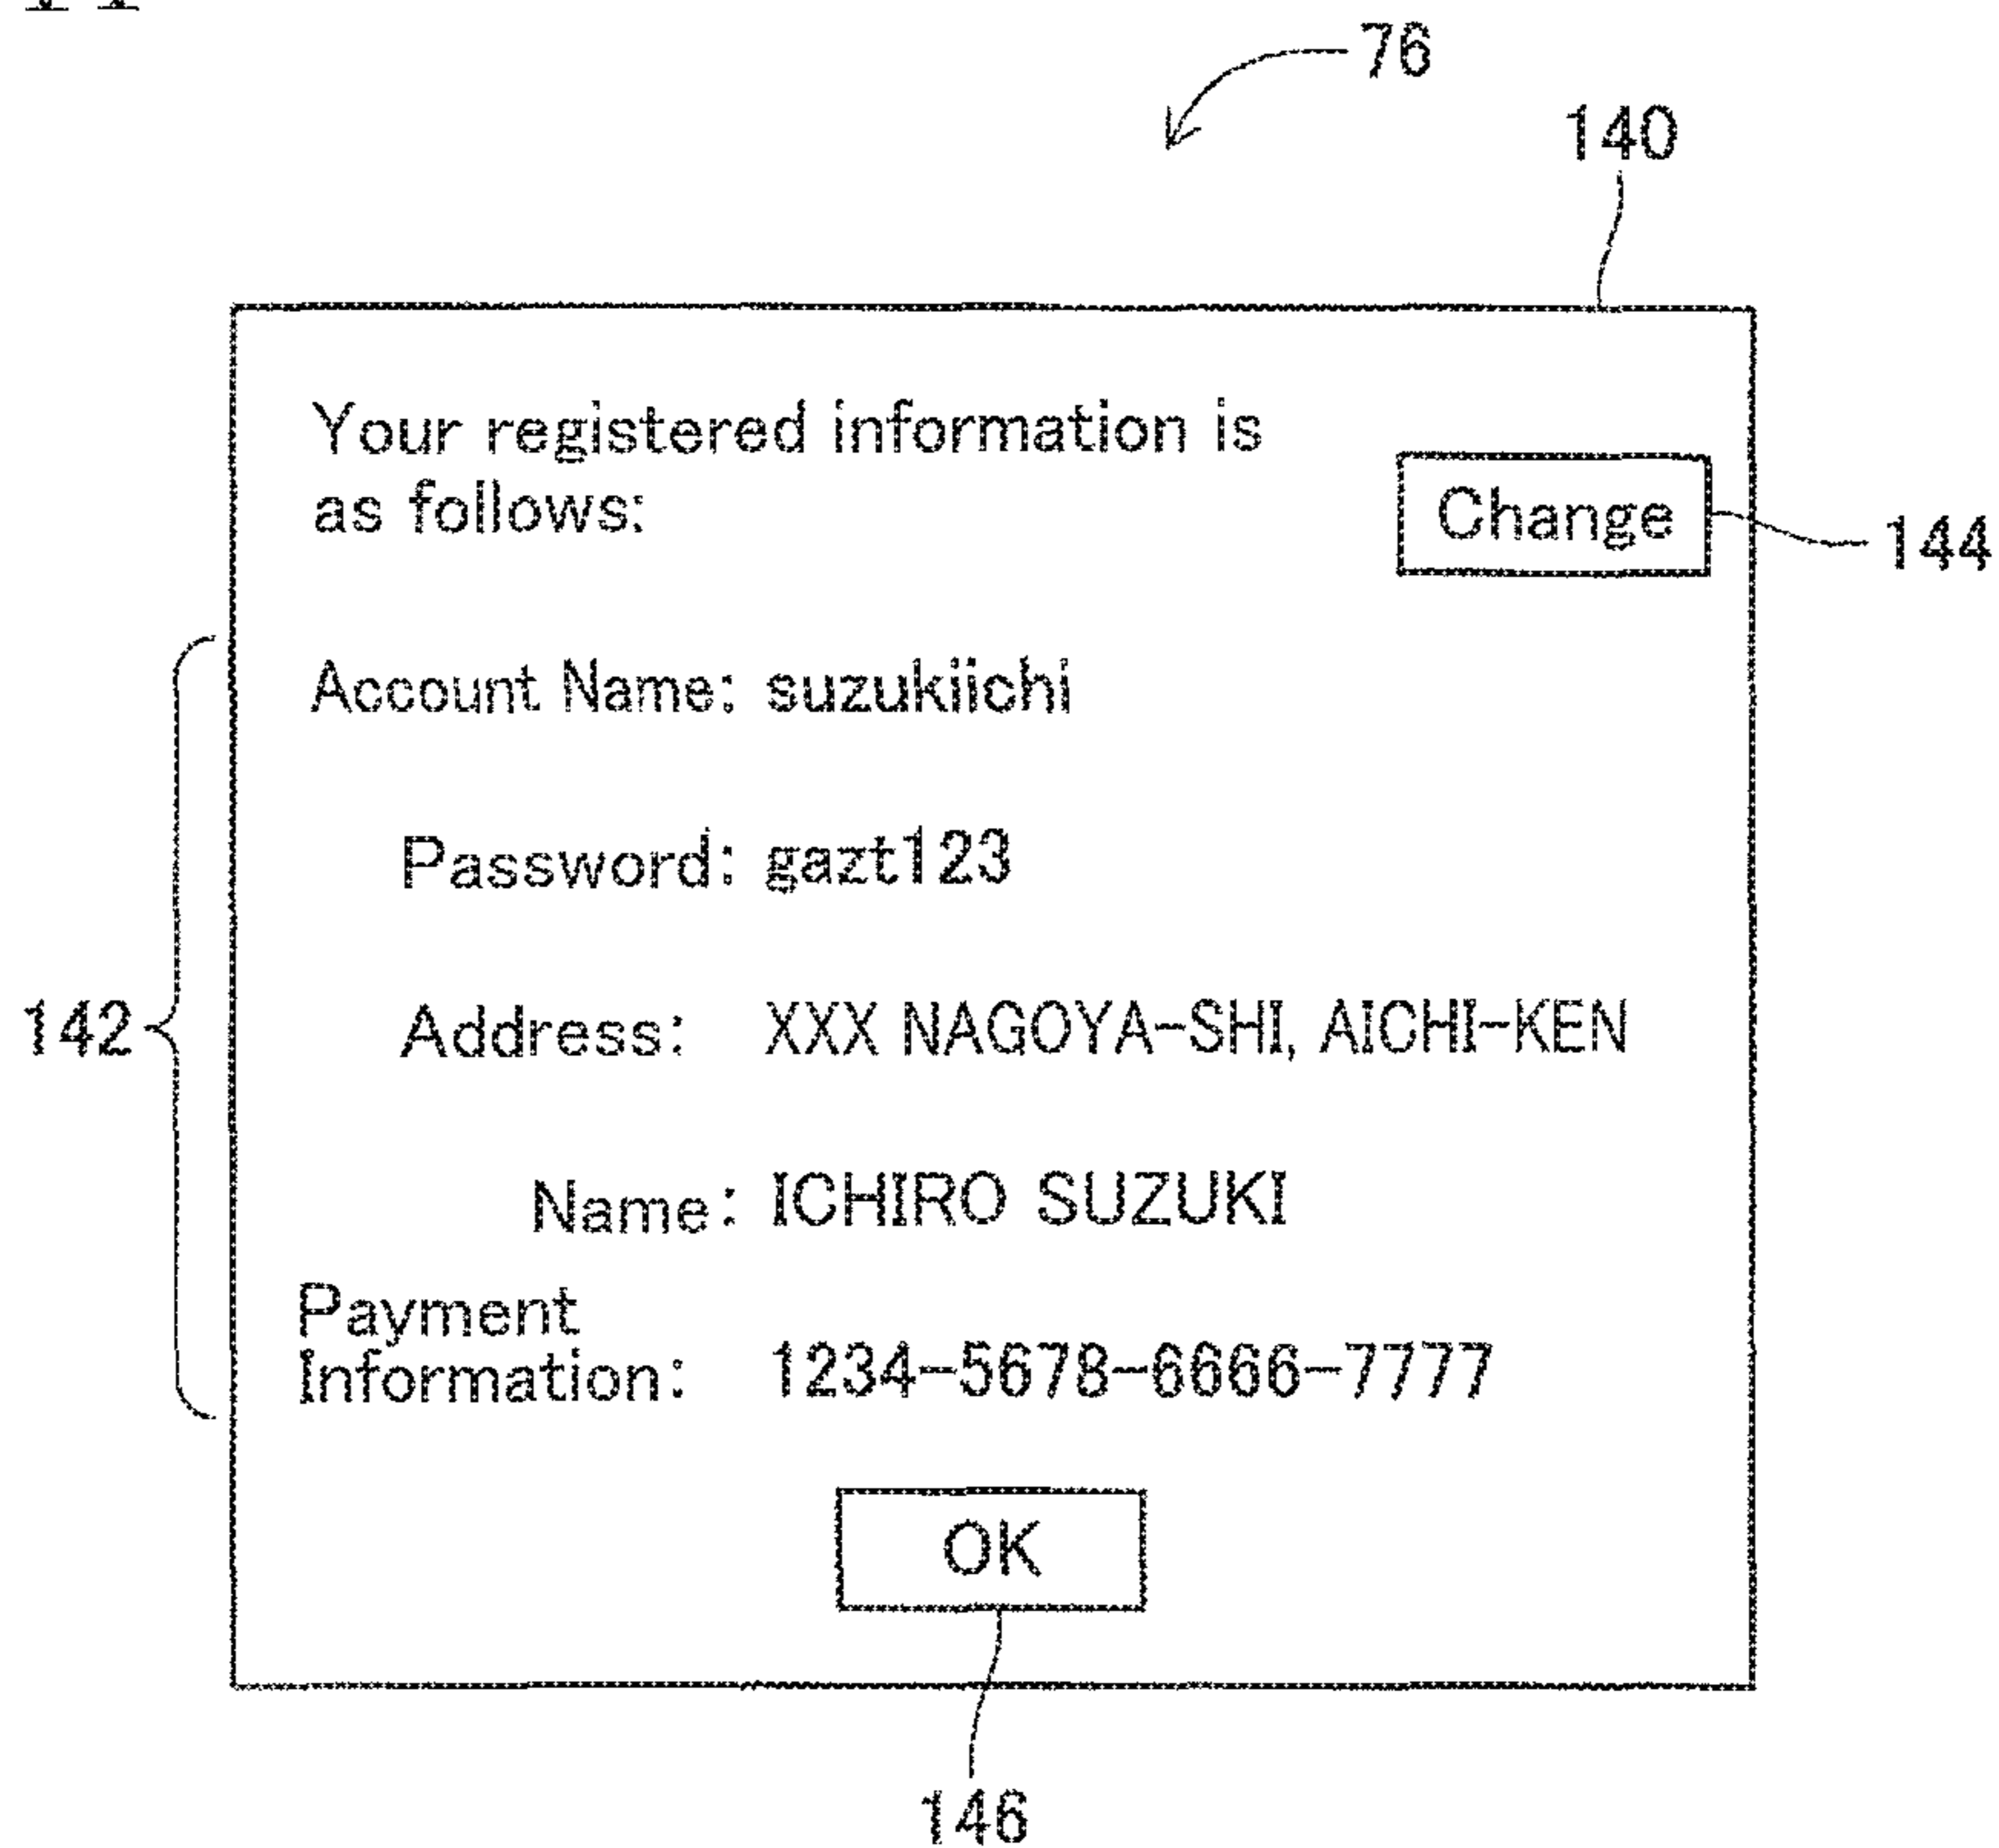 76
140
Your registered information is
as follows:
Change
144
Account Name: suzukiichi
Password: gazt123
142
Address: XXX NAGOYA-SHI, AICHI-KEN
Name: ICHIRO SUZUKI
Payment
Information: 1234-5678-6666-7777
OK
146